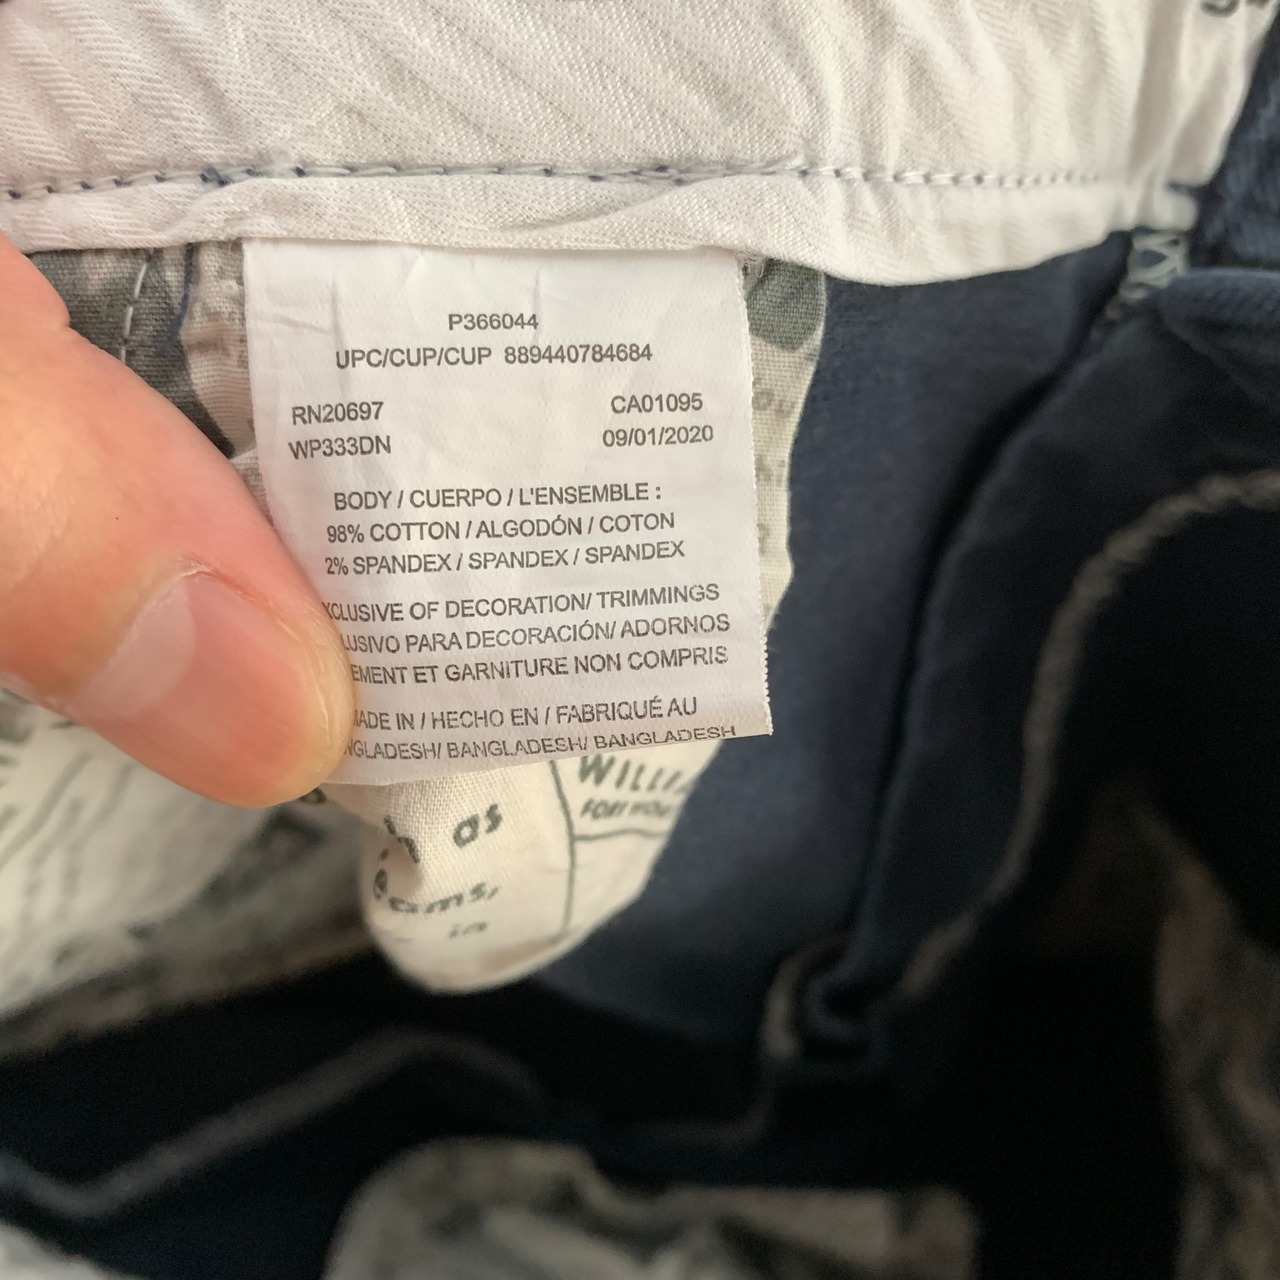 P366044
UPC/CUP/CUP 889440784684
RN20697 CA01095
WP333DN 09/01/2020
BODY / CUERPO / L'ENSEMBLE :
98% COTTON / ALGODÓN / COTON
2% SPANDEX / SPANDEX / SPANDEX
XCLUSIVE OF DECORATION/ TRIMMINGS
LUSIVO PARA DECORACIÓN/ ADORNOS
EMENT ET GARNITURE NON COMPRIS
MADE IN / HECHO EN / FABRIQUÉ AU
NGLADESH/ BANGLADESH/ BANGLADESH
as